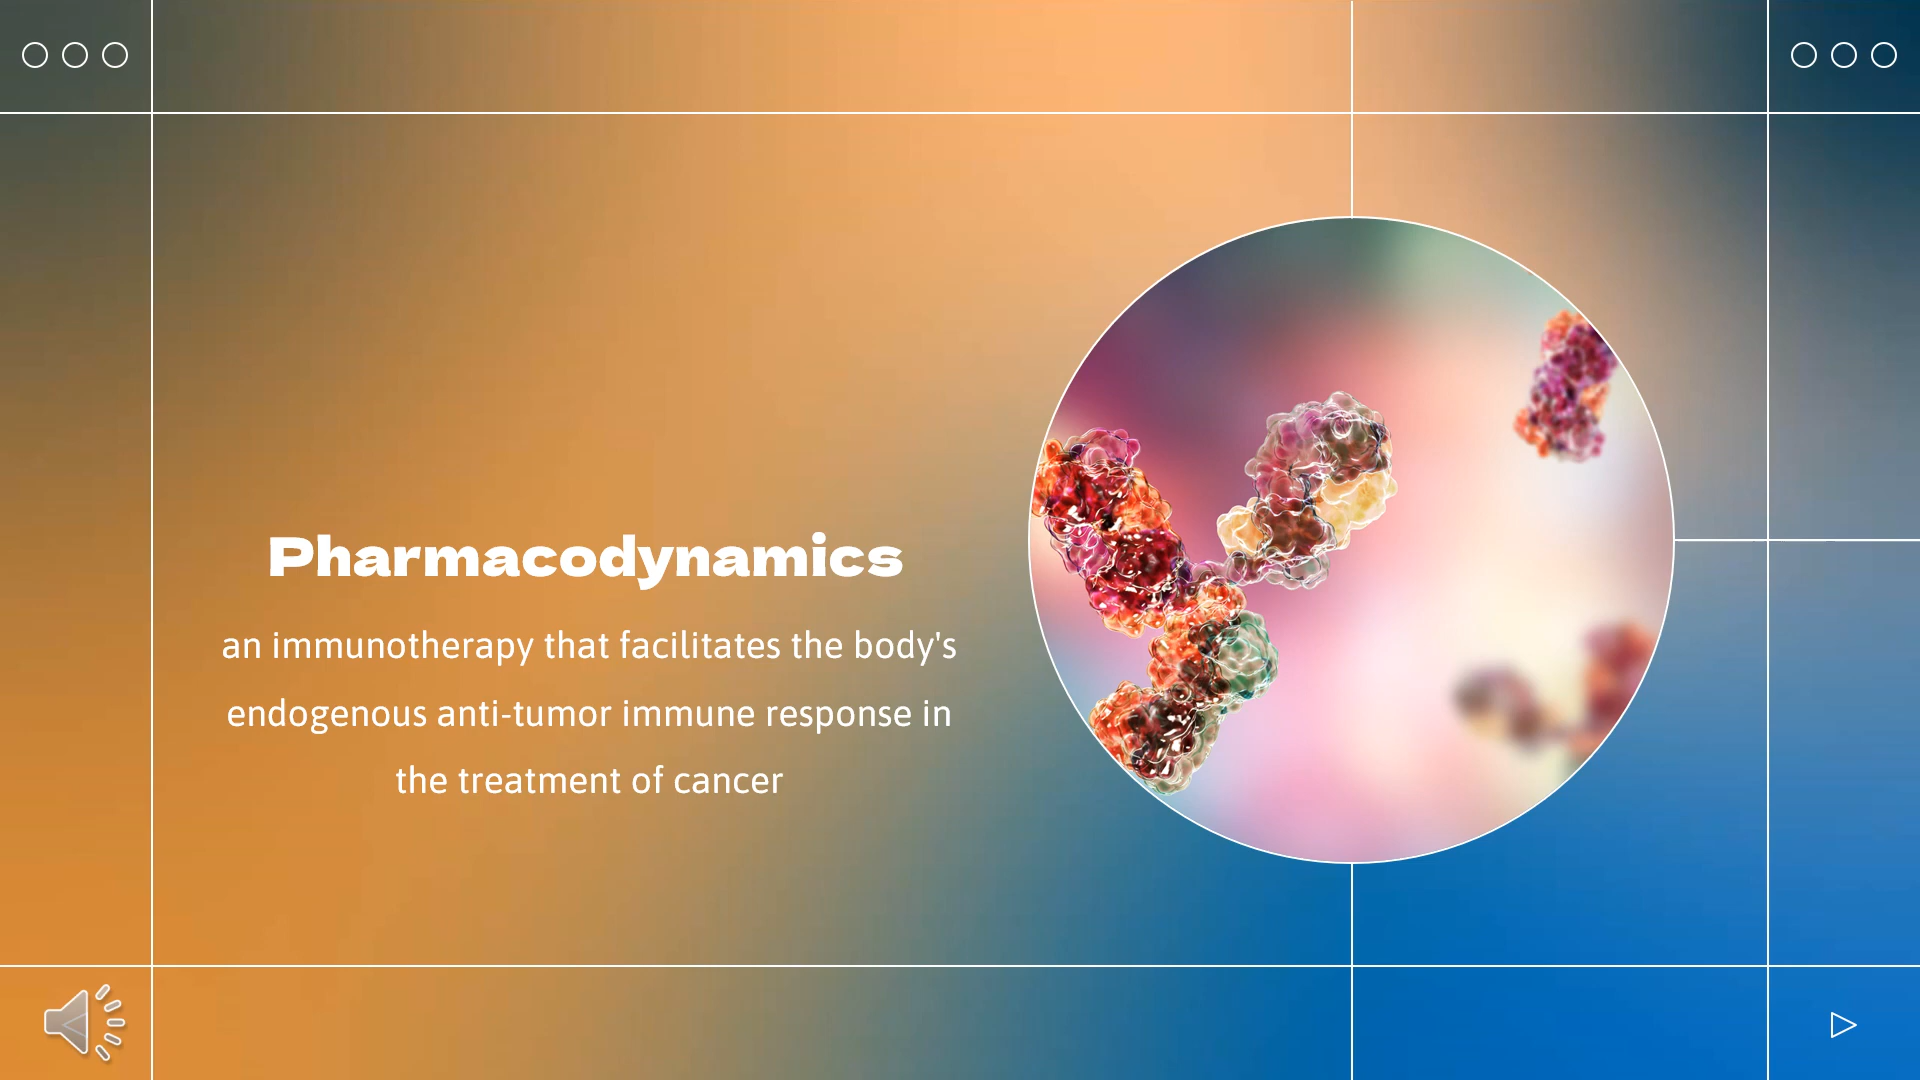 Pharmacodynamics
an immunotherapy that facilitates the body's
endogenous anti-tumor immune response in
the treatment of cancer